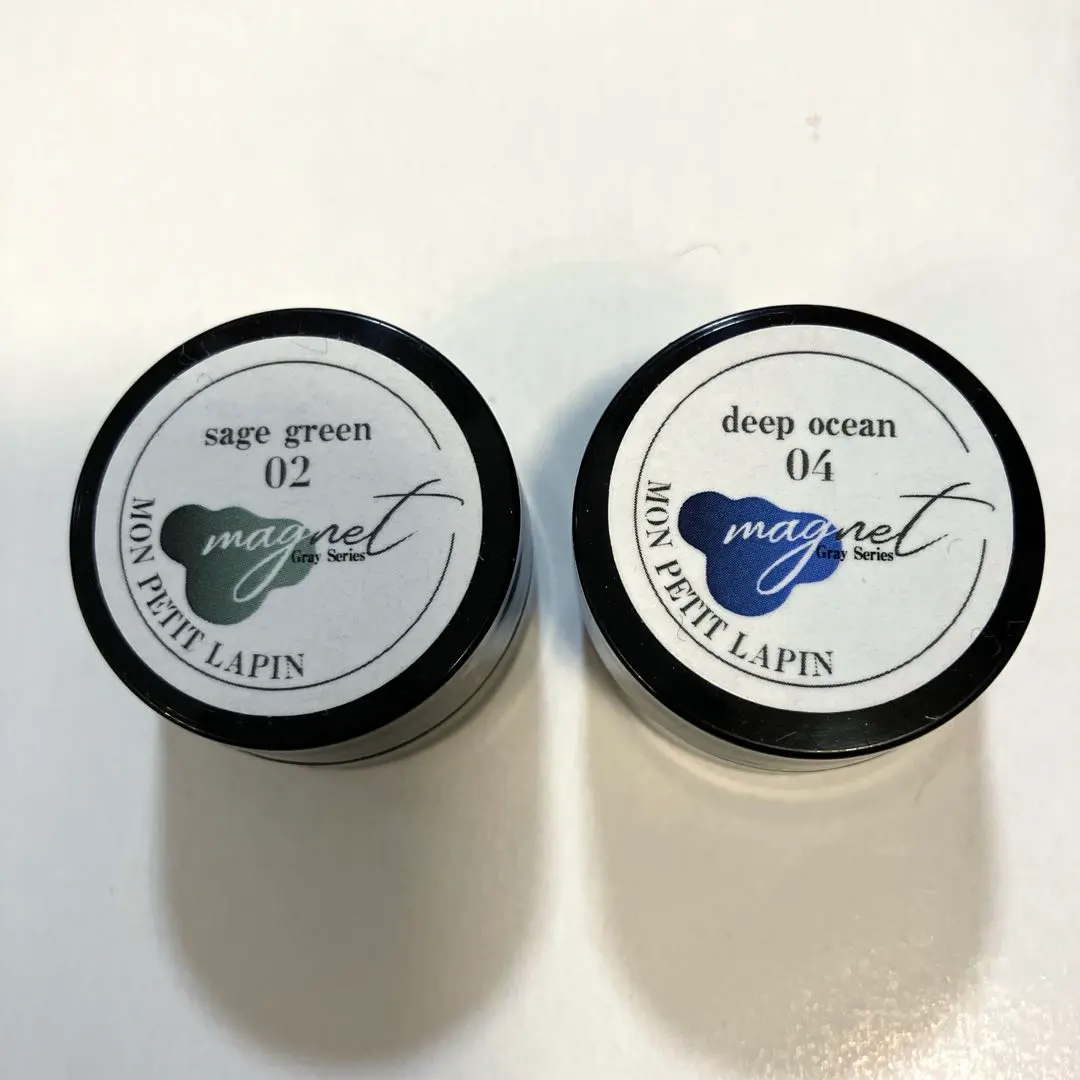 sage green
02
magnet
Gray Series
MON PETIT LAPIN
deep ocean
04
magnet
Gray Series
MON PETIT LAPIN